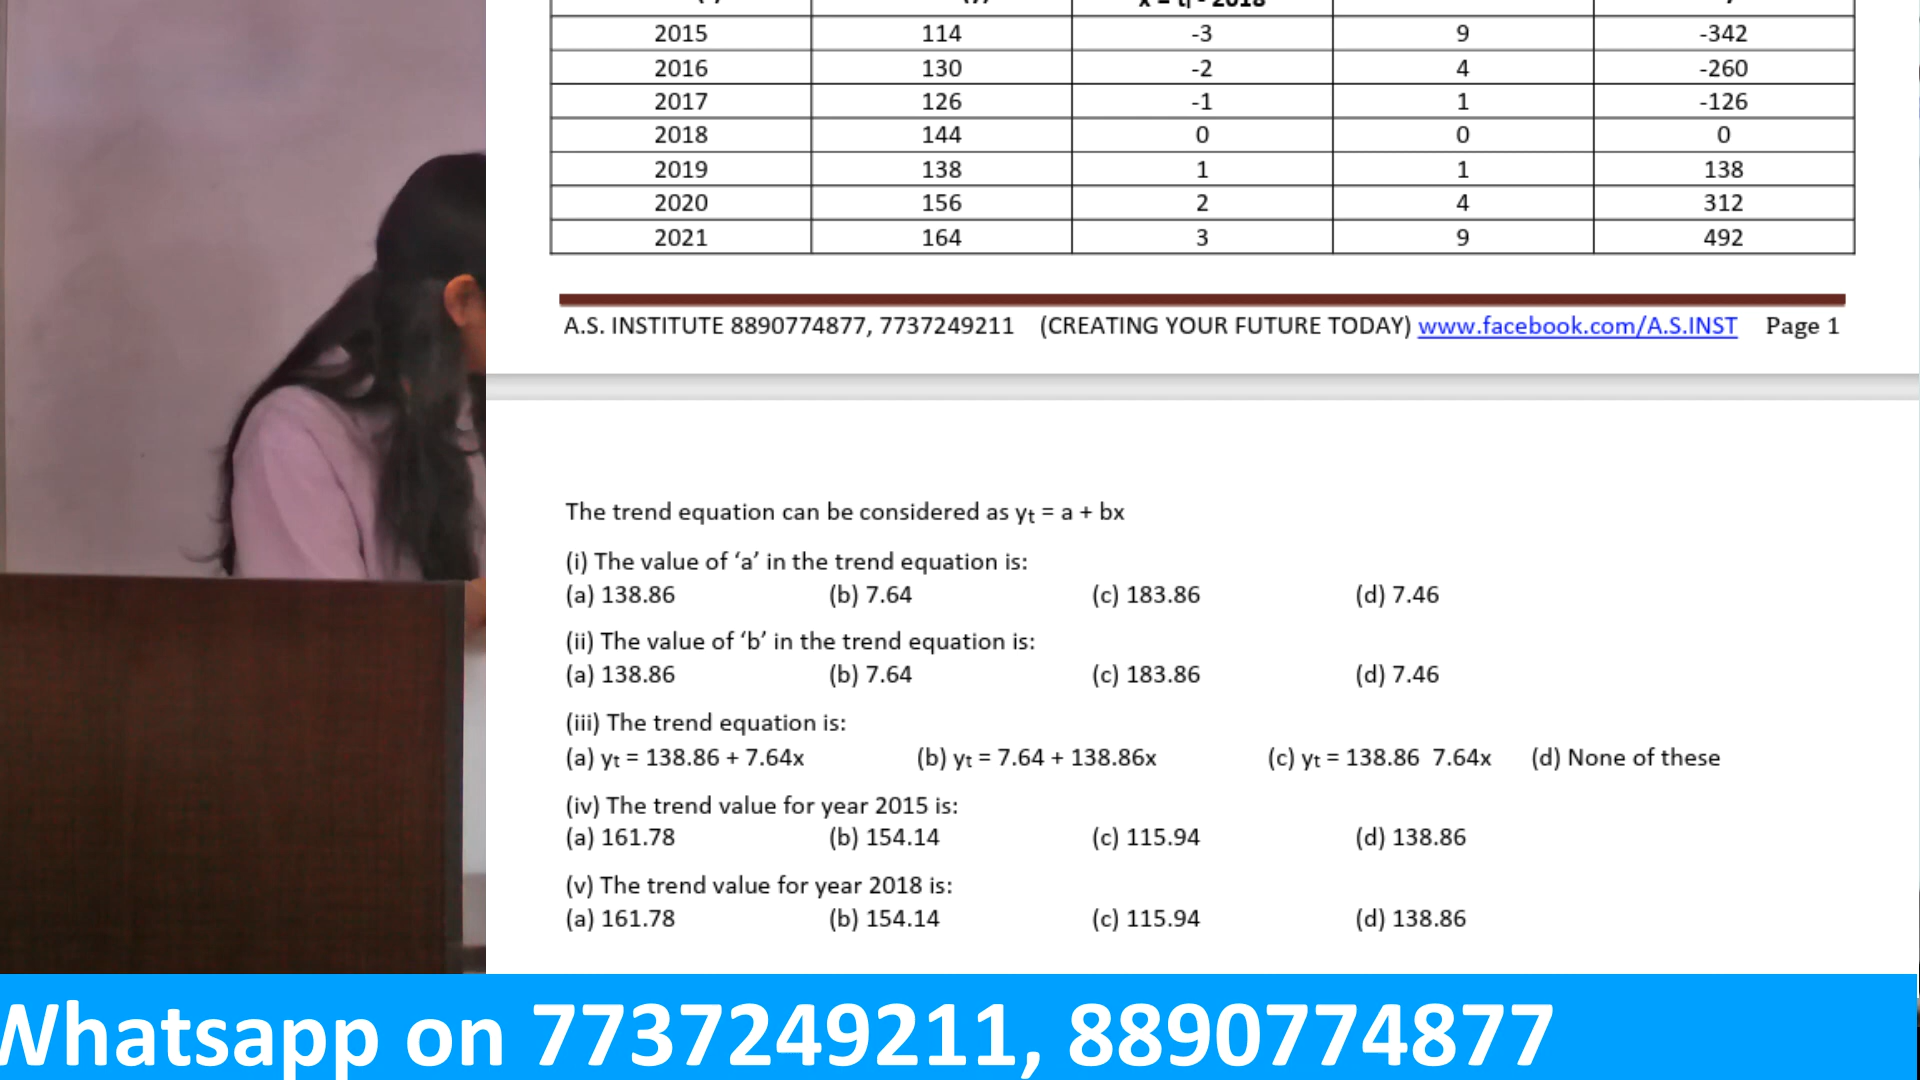 x = ti - 2018
2015 114 -3 9 -342
2016 130 -2 4 -260
2017 126 -1 1 -126
2018 144 0 0 0
2019 138 1 1 138
2020 156 2 4 312
2021 164 3 9 492
A.S. INSTITUTE 8890774877, 7737249211 (CREATING YOUR FUTURE TODAY) www.facebook.com/A.S.INST Page 1
The trend equation can be considered as yt = a + bx
(i) The value of ‘a’ in the trend equation is:
(a) 138.86 (b) 7.64 (c) 183.86 (d) 7.46
(ii) The value of ‘b’ in the trend equation is:
(a) 138.86 (b) 7.64 (c) 183.86 (d) 7.46
(iii) The trend equation is:
(a) yt = 138.86 + 7.64x (b) yt = 7.64 + 138.86x (c) yt = 138.86 7.64x (d) None of these
(iv) The trend value for year 2015 is:
(a) 161.78 (b) 154.14 (c) 115.94 (d) 138.86
(v) The trend value for year 2018 is:
(a) 161.78 (b) 154.14 (c) 115.94 (d) 138.86
Whatsapp on 7737249211, 8890774877